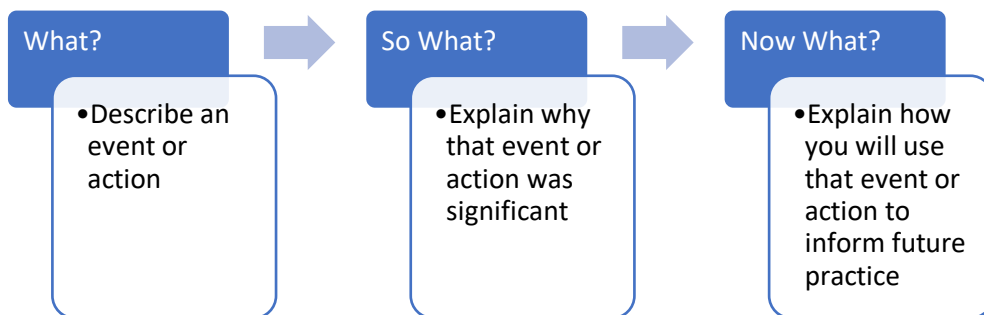 What?
•Describe an
event or
action
So What?
•Explain why
that event or
action was
significant
Now What?
•Explain how
you will use
that event or
action to
inform future
practice